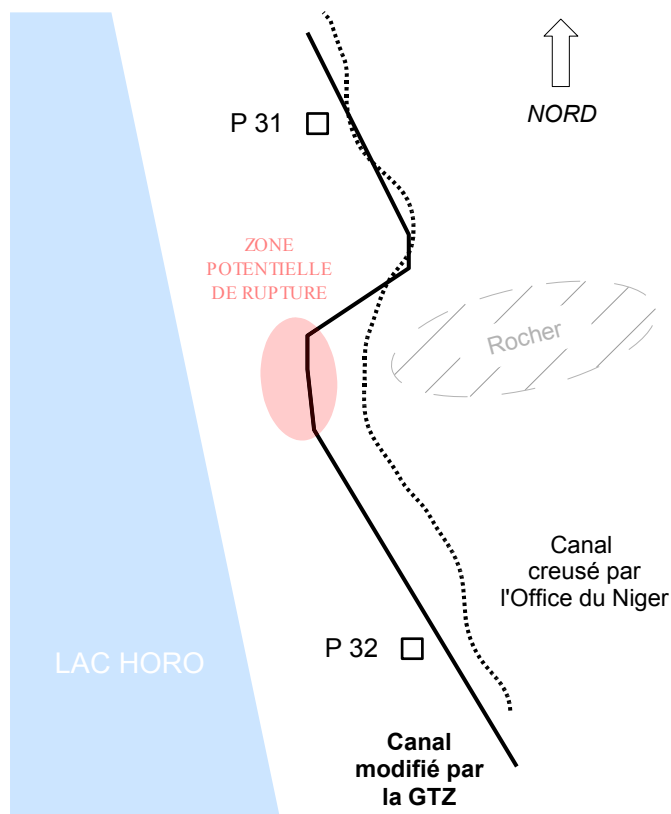 NORD
P 31
ZONE
POTENTIELLE
DE RUPTURE
Rocher
Canal
creusé par
l'Office du Niger
P 32
LAC HORO
Canal
modifié par
la GTZ